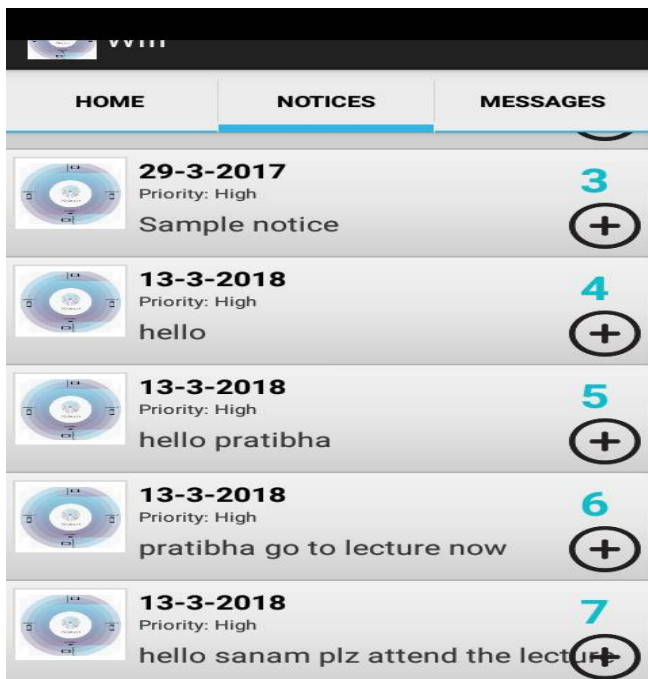 HOME NOTICES MESSAGES
29-3-2017
3
Priority: High
Sample notice
13-3-2018
4
Priority: High
hello
13-3-2018
5
Priority: High
hello pratibha
13-3-2018
6
Priority: High
pratibha go to lecture now
13-3-2018
7
Priority: High
hello sanam plz attend the lecture